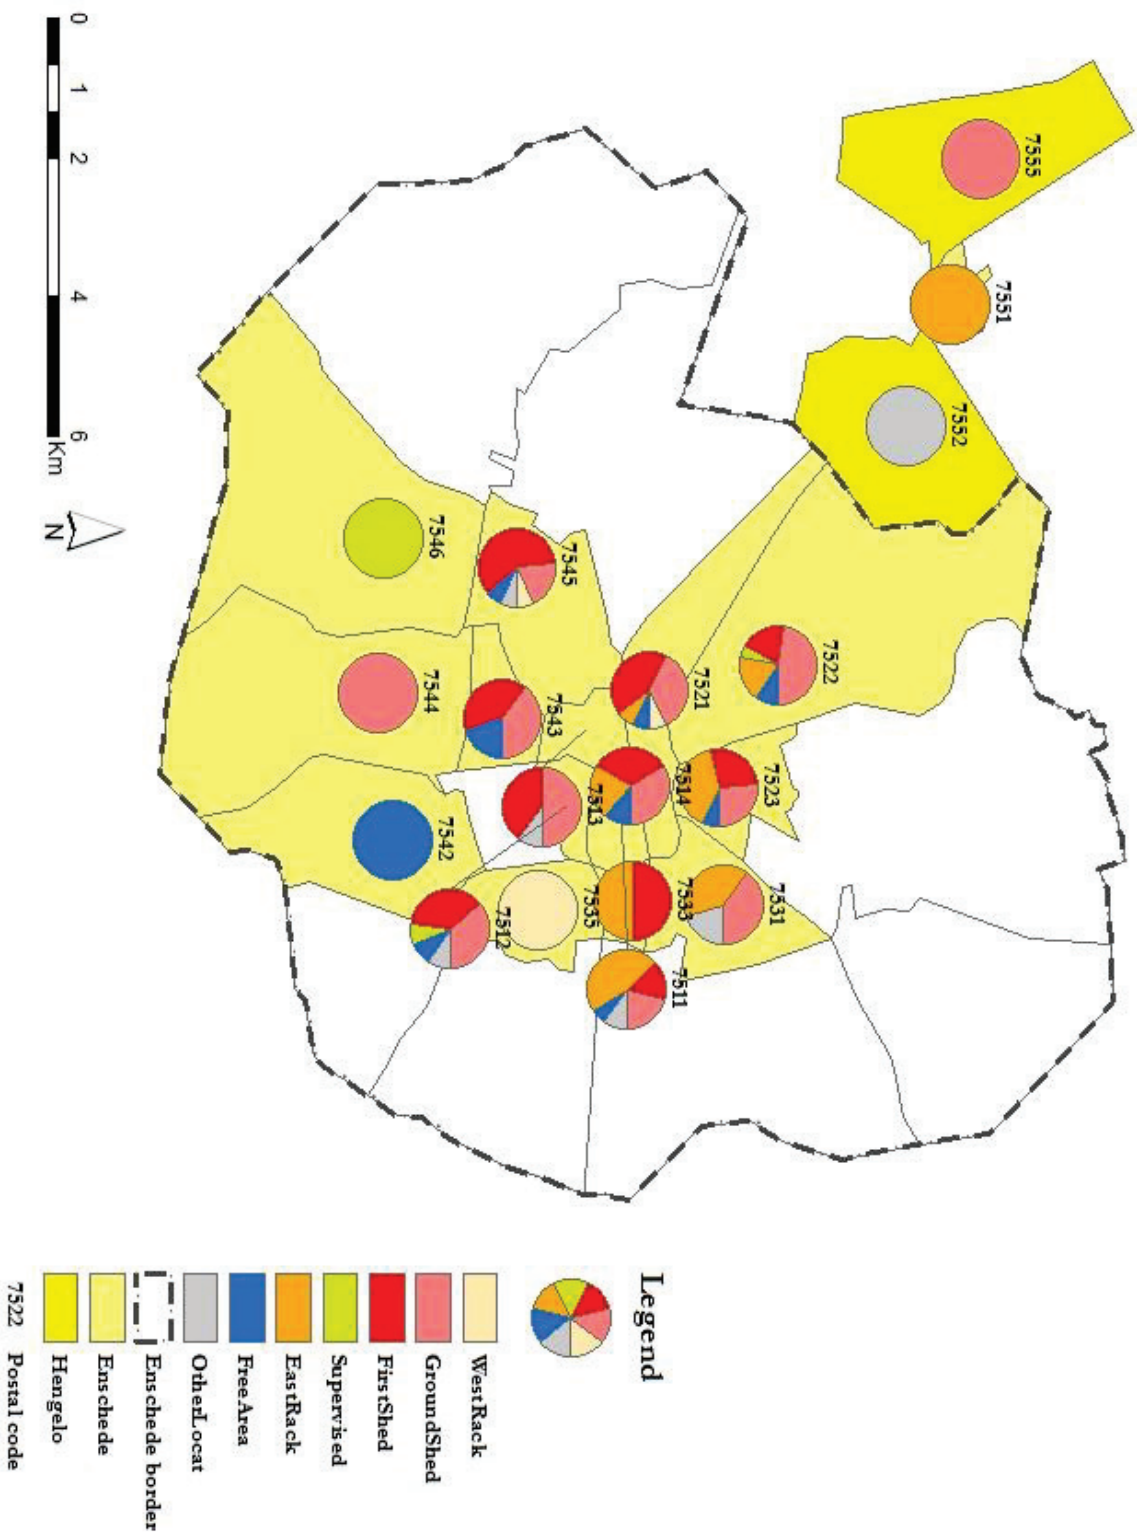 7555
7551
7552
7522
7531
7523
7514
7533
7511
7521
7513
7535
7545
7543
7512
7542
7546
7544
0 1 2 4 6
Km
N
Legend
WestRack
GroundShed
FirstShed
Supervised
EastRack
FreeArea
OtherLocat
Enschede border
Enschede
Hengelo
7522 Postal code